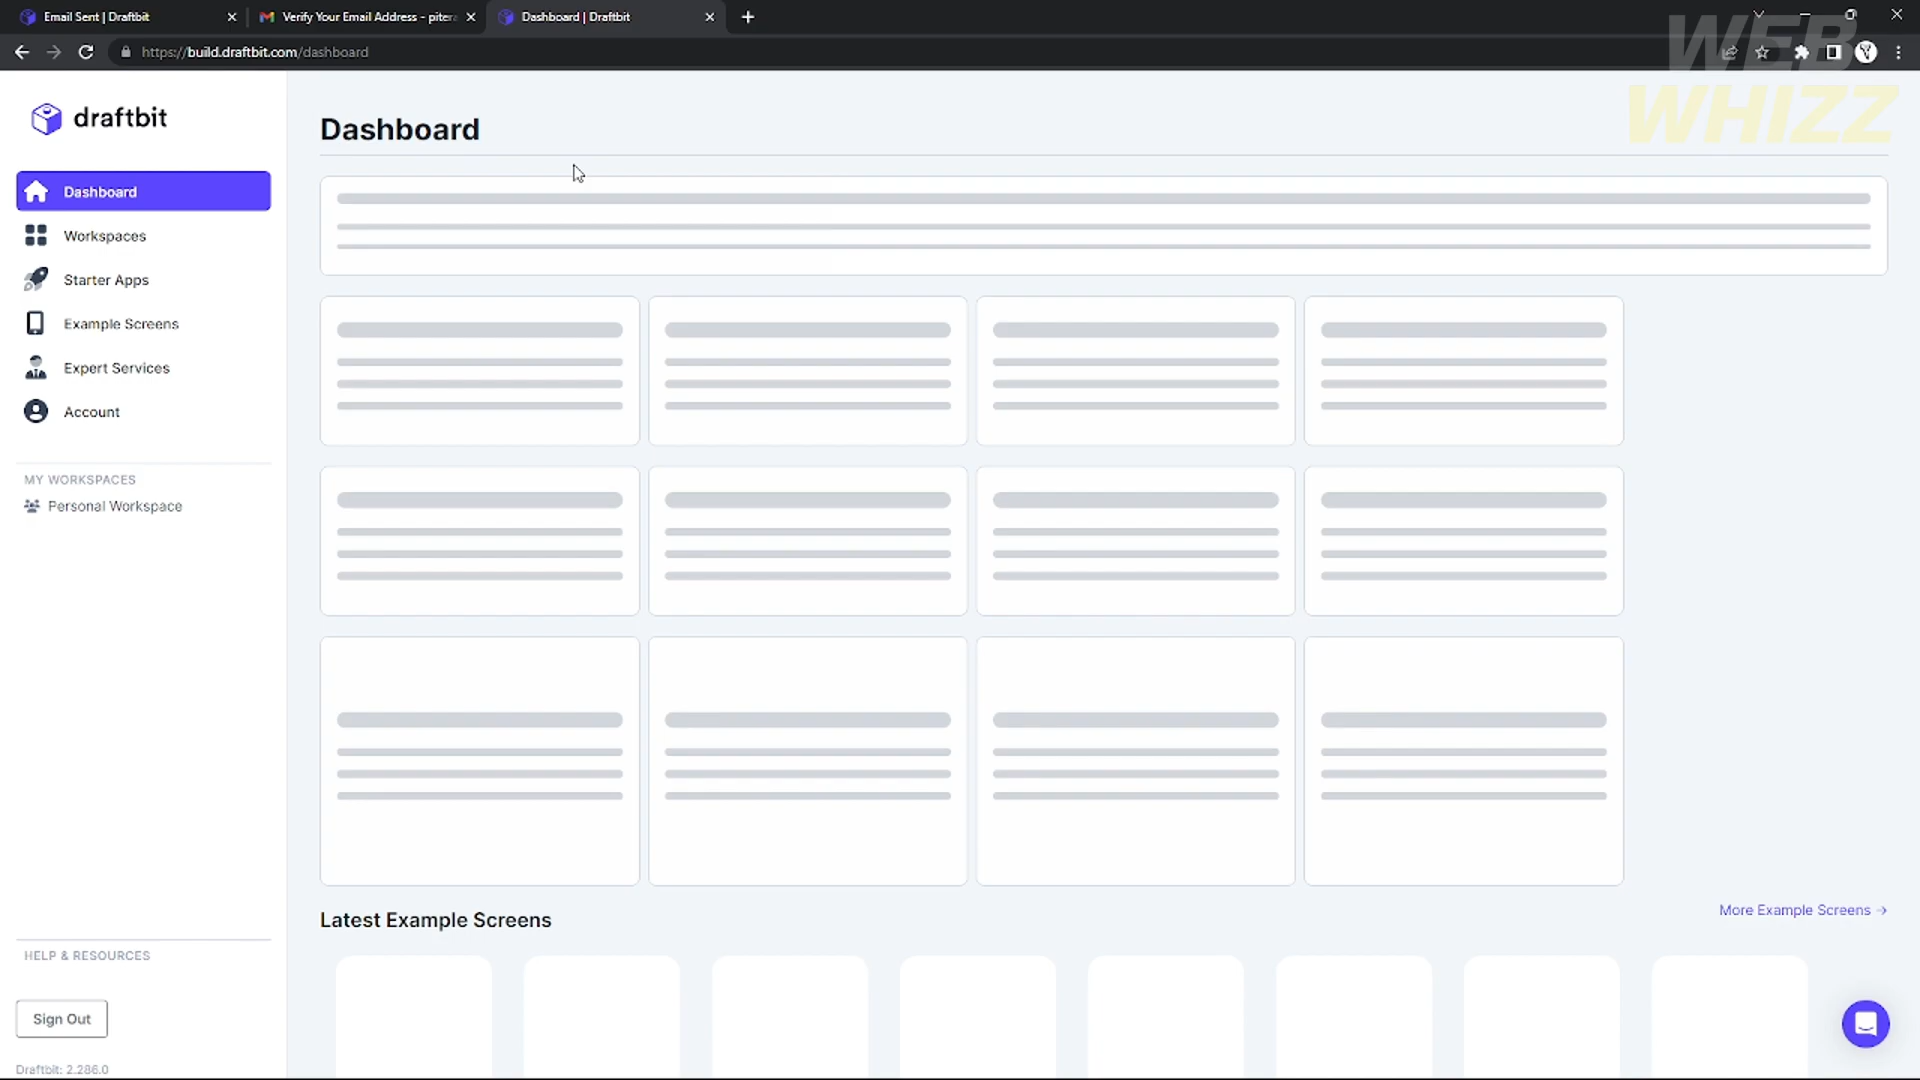 Email Sent | Draftbit
Verify Your Email Address - pitera
Dashboard | Draftbit
https://build.draftbit.com/dashboard
WEB
WHIZZ
draftbit
Dashboard
Workspaces
Starter Apps
Example Screens
Expert Services
Account
MY WORKSPACES
Personal Workspace
HELP & RESOURCES
Sign Out
Draftbit: 2.286.0
Dashboard
Latest Example Screens
More Example Screens →